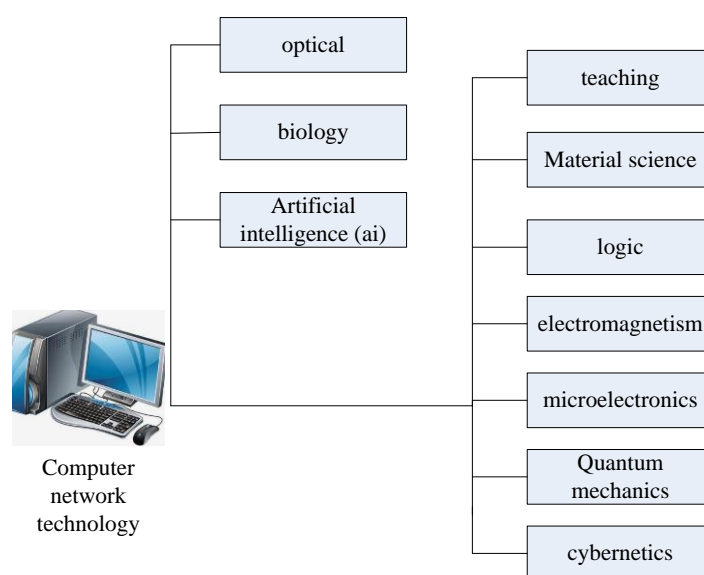 optical
biology
Artificial
intelligence (ai)
teaching
Material science
logic
electromagnetism
microelectronics
Quantum
mechanics
cybernetics
Computer
network
technology